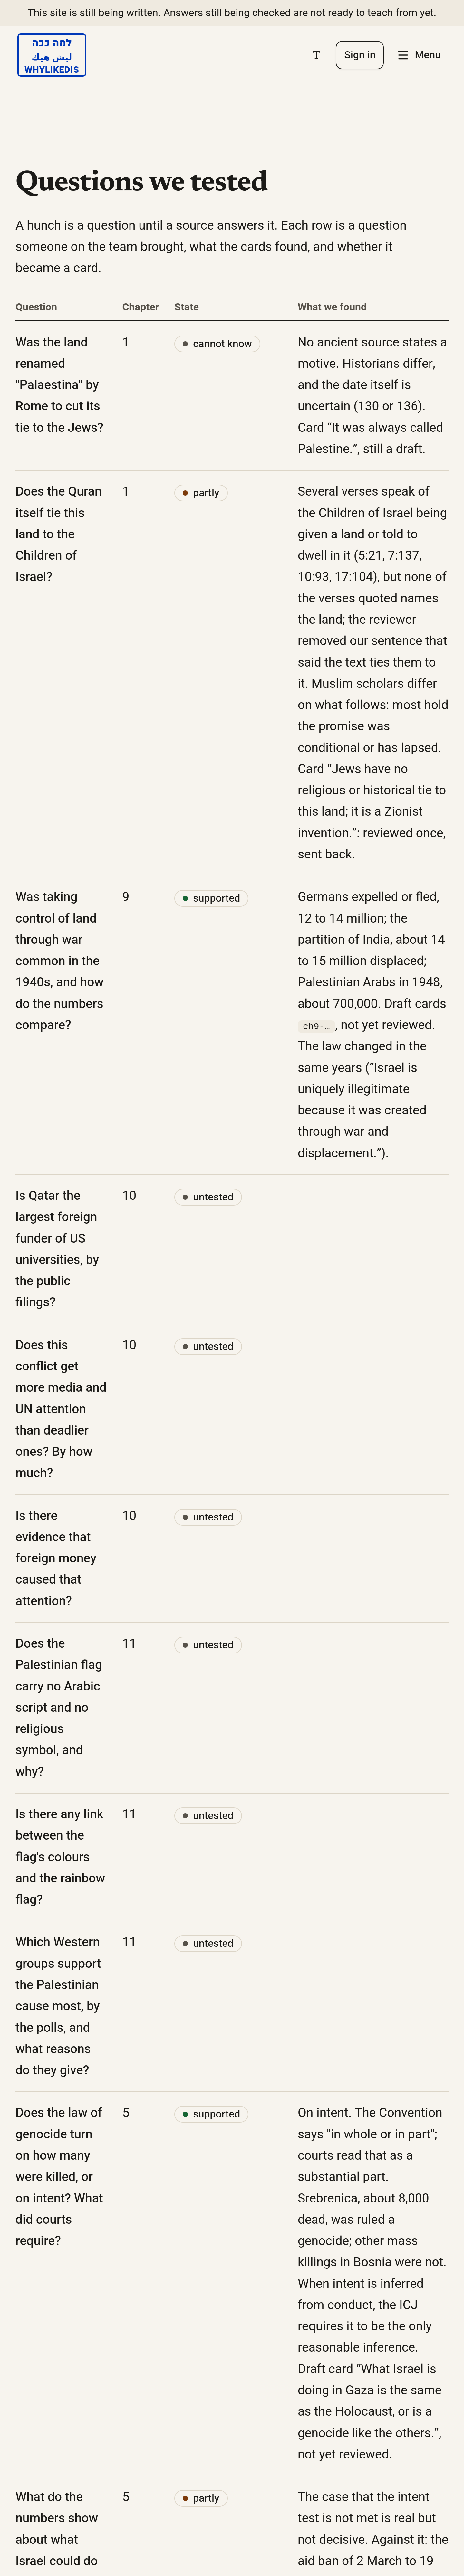 This site is still being written. Answers still being checked are not ready to teach from yet.
למה ככה
ليش هيك
WHYLIKEDIS
Sign in
Menu
Questions we tested
A hunch is a question until a source answers it. Each row is a question
someone on the team brought, what the cards found, and whether it
became a card.
Question Chapter State What we found
Was the land
renamed
"Palaestina" by
Rome to cut its
tie to the Jews?
1
cannot know
No ancient source states a
motive. Historians differ,
and the date itself is
uncertain (130 or 136).
Card “It was always called
Palestine.”, still a draft.
Does the Quran
itself tie this
land to the
Children of
Israel?
1
partly
Several verses speak of
the Children of Israel being
given a land or told to
dwell in it (5:21, 7:137,
10:93, 17:104), but none of
the verses quoted names
the land; the reviewer
removed our sentence that
said the text ties them to
it. Muslim scholars differ
on what follows: most hold
the promise was
conditional or has lapsed.
Card “Jews have no
religious or historical tie to
this land; it is a Zionist
invention.”: reviewed once,
sent back.
Was taking
control of land
through war
common in the
1940s, and how
do the numbers
compare?
9
supported
Germans expelled or fled,
12 to 14 million; the
partition of India, about 14
to 15 million displaced;
Palestinian Arabs in 1948,
about 700,000. Draft cards
ch9-…, not yet reviewed.
The law changed in the
same years (“Israel is
uniquely illegitimate
because it was created
through war and
displacement.”).
Is Qatar the
largest foreign
funder of US
universities, by
the public
filings?
10
untested
Does this
conflict get
more media and
UN attention
than deadlier
ones? By how
much?
10
untested
Is there
evidence that
foreign money
caused that
attention?
10
untested
Does the
Palestinian flag
carry no Arabic
script and no
religious
symbol, and
why?
11
untested
Is there any link
between the
flag's colours
and the rainbow
flag?
11
untested
Which Western
groups support
the Palestinian
cause most, by
the polls, and
what reasons
do they give?
11
untested
Does the law of
genocide turn
on how many
were killed, or
on intent? What
did courts
require?
5
supported
On intent. The Convention
says "in whole or in part";
courts read that as a
substantial part.
Srebrenica, about 8,000
dead, was ruled a
genocide; other mass
killings in Bosnia were not.
When intent is inferred
from conduct, the ICJ
requires it to be the only
reasonable inference.
Draft card “What Israel is
doing in Gaza is the same
as the Holocaust, or is a
genocide like the others.”,
not yet reviewed.
What do the
numbers show
about what
Israel could do
5
partly
The case that the intent
test is not met is real but
not decisive. Against it: the
aid ban of 2 March to 19